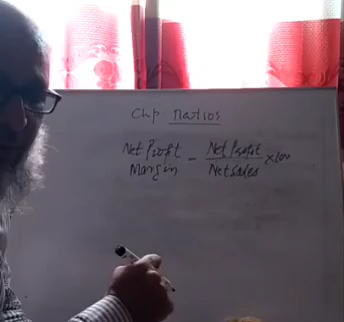 Chp Ratios
Net Profit Margin = Net Profit / Net Sales × 100